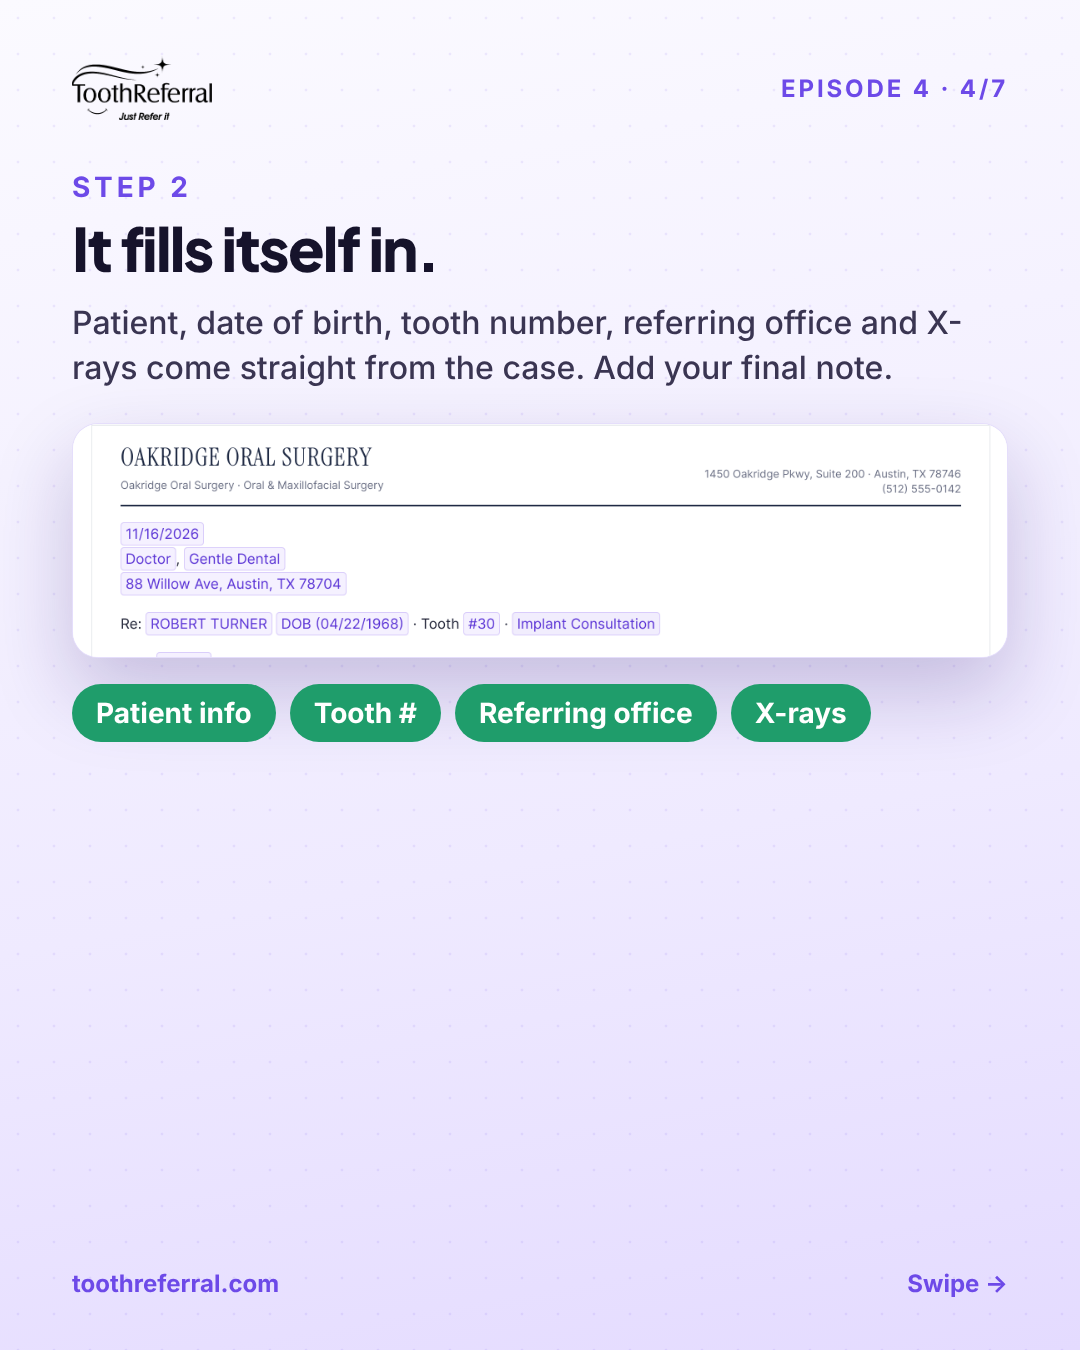 ToothReferral
Just Refer it
EPISODE 4 · 4/7
STEP 2
It fills itself in.
Patient, date of birth, tooth number, referring office and X-
rays come straight from the case. Add your final note.
OAKRIDGE ORAL SURGERY
Oakridge Oral Surgery · Oral & Maxillofacial Surgery
1450 Oakridge Pkwy, Suite 200 · Austin, TX 78746
(512) 555-0142
11/16/2026
Doctor , Gentle Dental
88 Willow Ave, Austin, TX 78704
Re: ROBERT TURNER DOB (04/22/1968) · Tooth #30 · Implant Consultation
Patient info
Tooth #
Referring office
X-rays
toothreferral.com
Swipe →